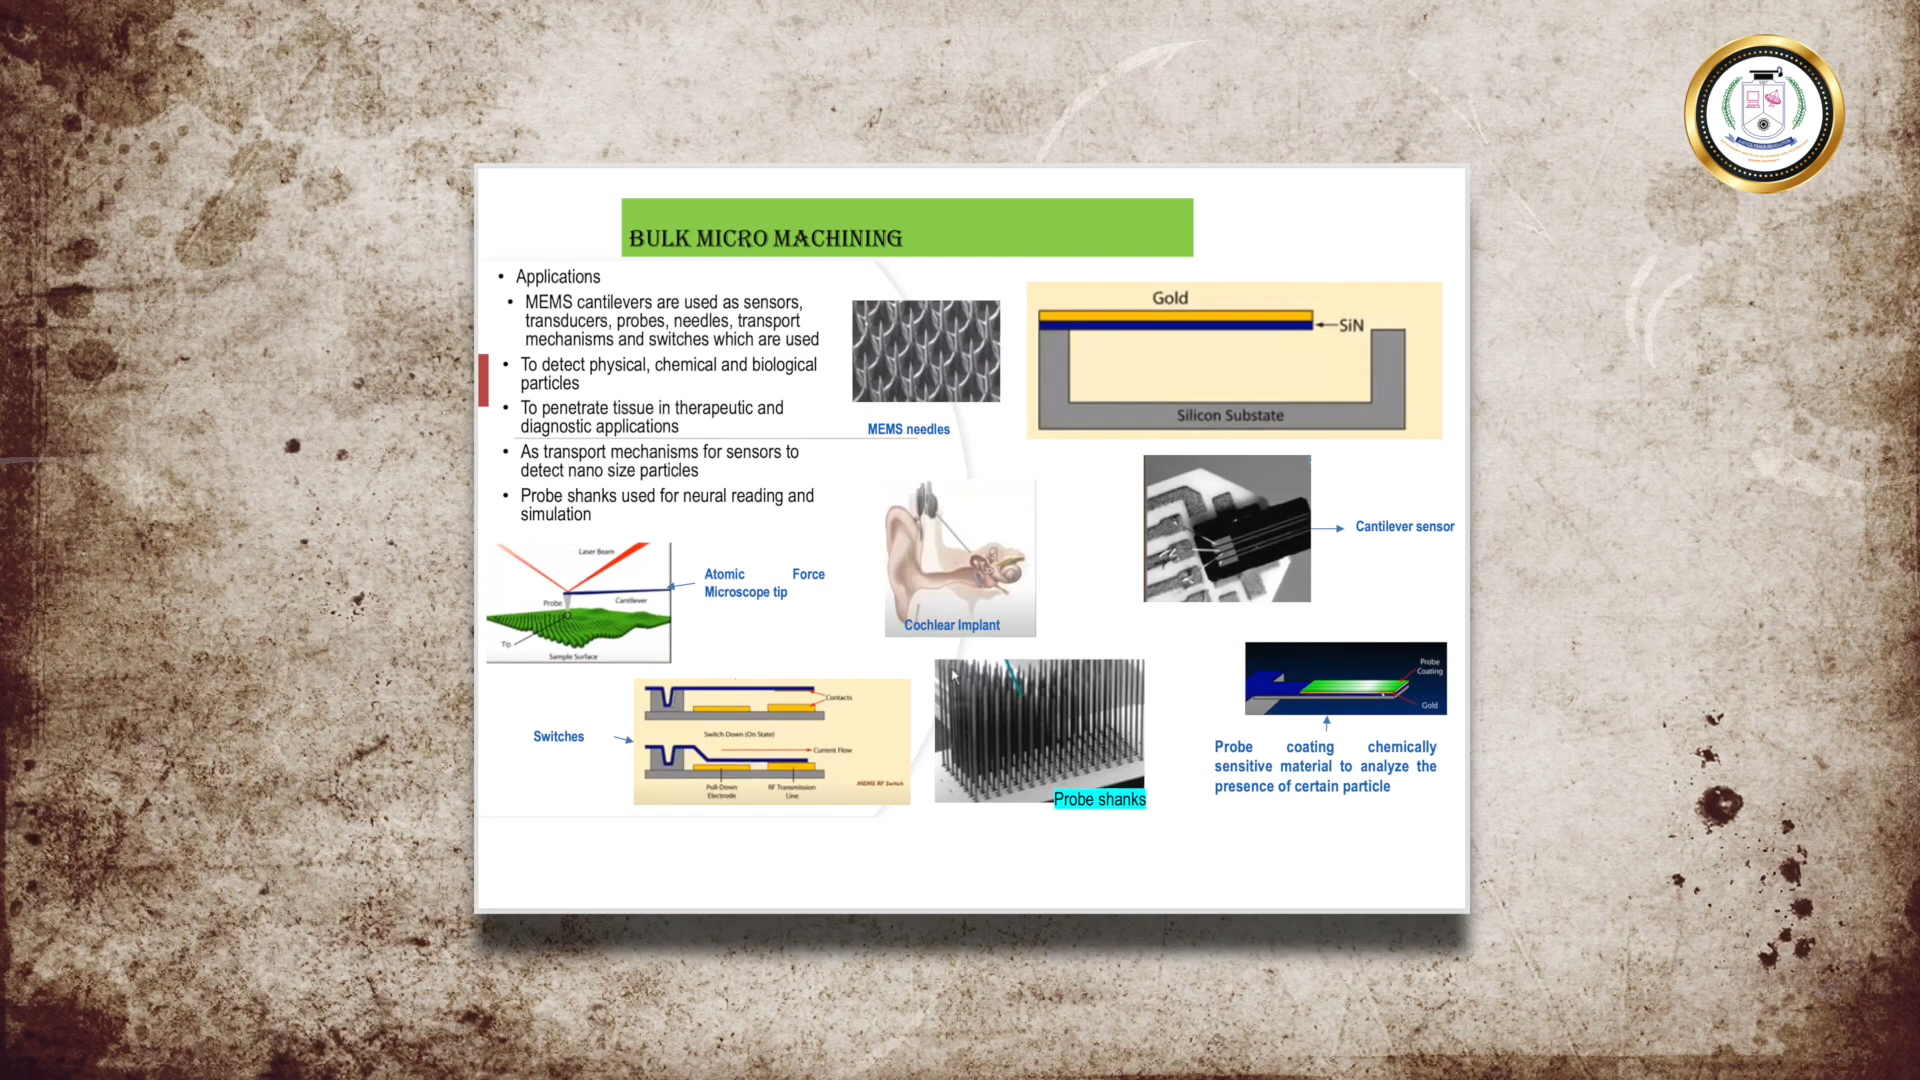 BULK MICRO MACHINING
• Applications
• MEMS cantilevers are used as sensors,
transducers, probes, needles, transport
mechanisms and switches which are used
• To detect physical, chemical and biological
particles
• To penetrate tissue in therapeutic and
diagnostic applications
• As transport mechanisms for sensors to
detect nano size particles
• Probe shanks used for neural reading and
simulation
MEMS needles
Gold
SiN
Silicon Substate
Cantilever sensor
Laser Beam
Probe
Cantilever
Tip
Sample Surface
Atomic Force
Microscope tip
Cochlear Implant
Switches
Contacts
Switch Down (On State)
Current Flow
Pull-Down
Electrode
RF Transmission
Line
MEMS RF Switch
Probe shanks
Probe
Coating
Gold
Probe coating chemically
sensitive material to analyze the
presence of certain particle